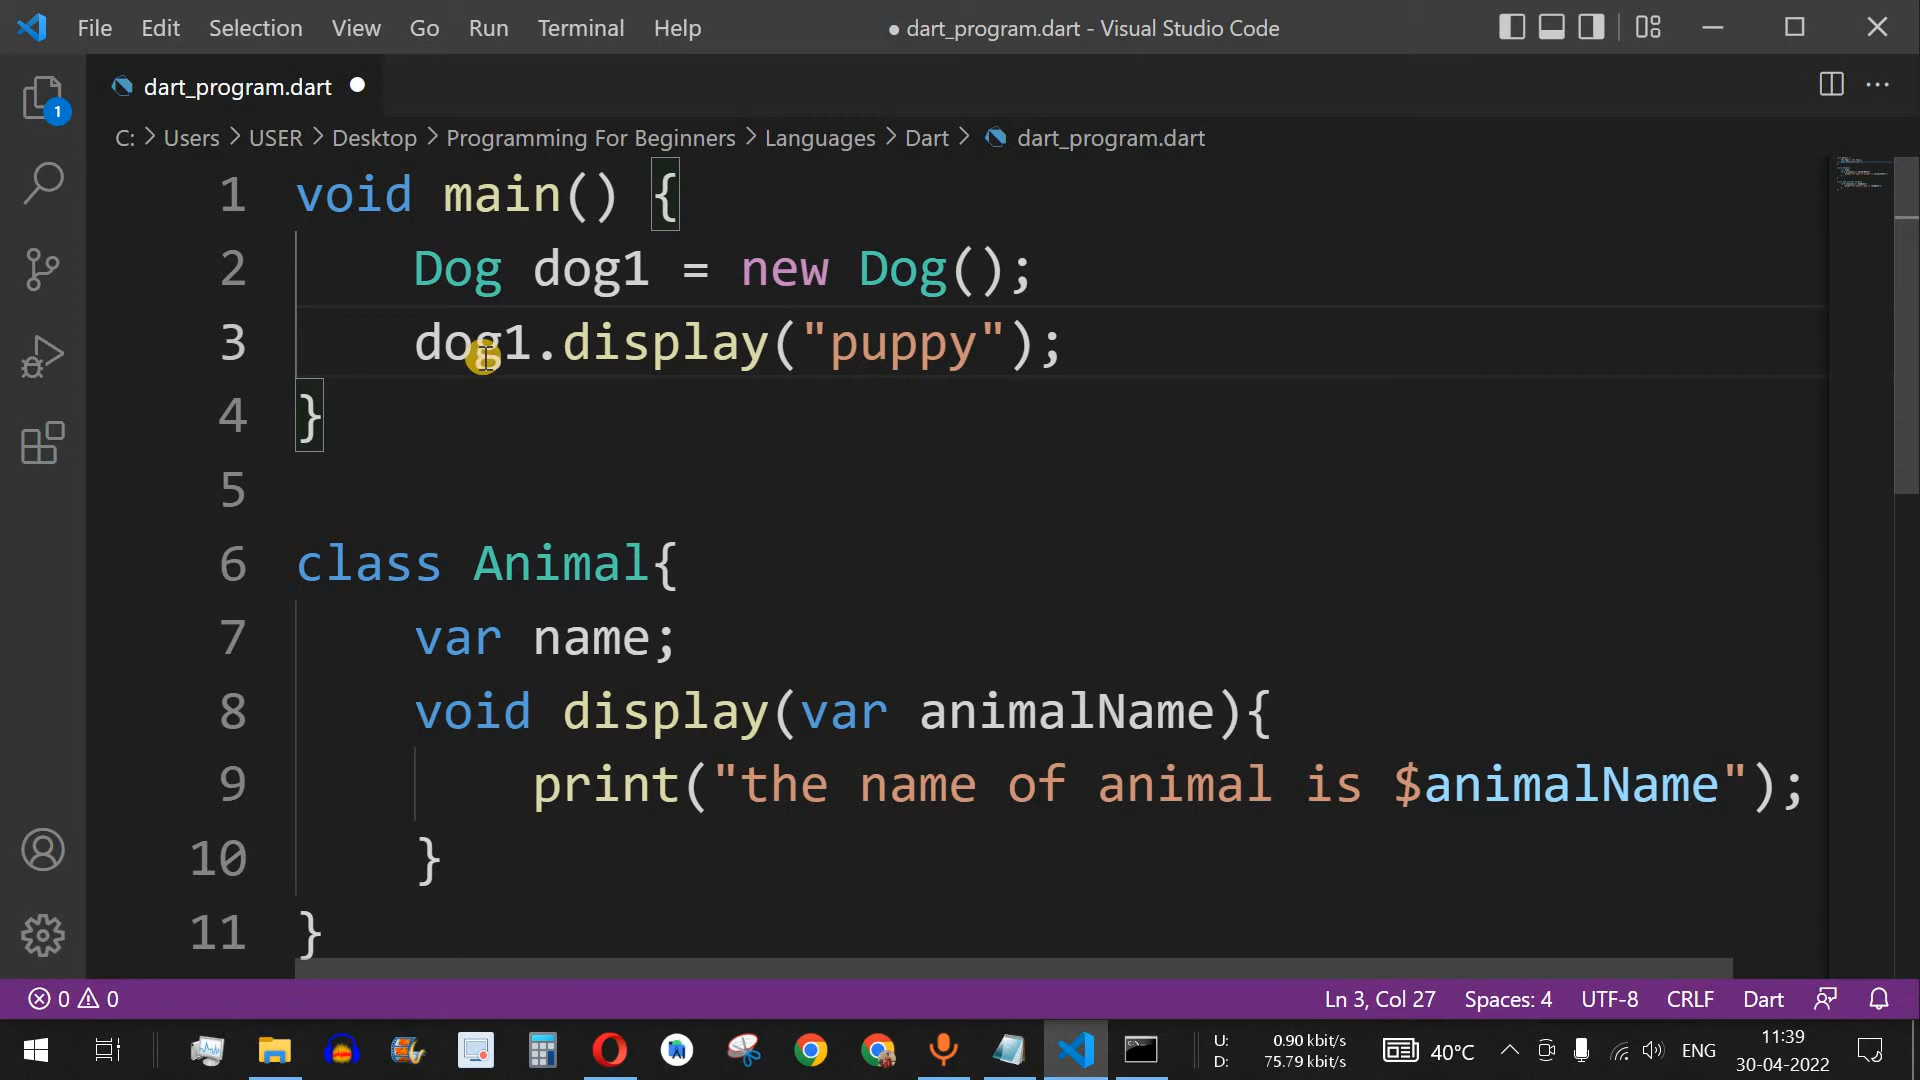 File Edit Selection View Go Run Terminal Help ● dart_program.dart - Visual Studio Code
dart_program.dart ●
1
C: > Users > USER > Desktop > Programming For Beginners > Languages > Dart > dart_program.dart
1 void main() {
2 Dog dog1 = new Dog();
3 dog1.display("puppy");
4 }
5
6 class Animal{
7 var name;
8 void display(var animalName){
9 print("the name of animal is $animalName");
10 }
11 }
0 0 Ln 3, Col 27 Spaces: 4 UTF-8 CRLF Dart
U: 0.90 kbit/s
D: 75.79 kbit/s
40°C ENG
11:39
30-04-2022